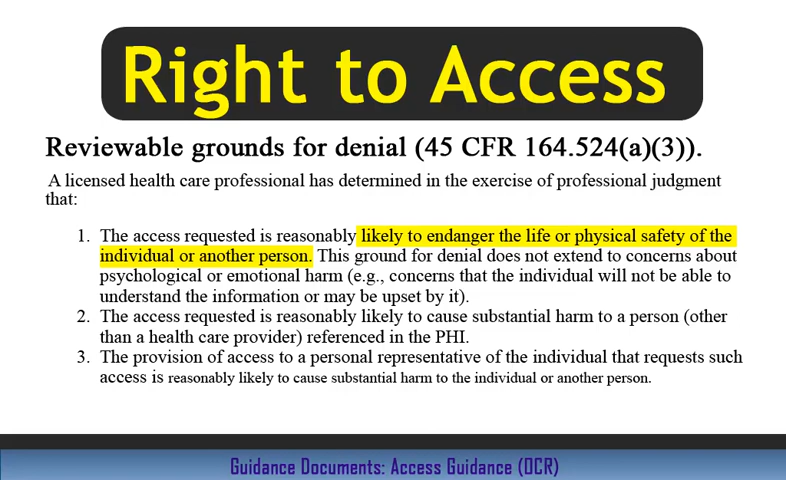 Right to Access
Reviewable grounds for denial (45 CFR 164.524(a)(3)).
A licensed health care professional has determined in the exercise of professional judgment
that:
1. The access requested is reasonably likely to endanger the life or physical safety of the
individual or another person. This ground for denial does not extend to concerns about
psychological or emotional harm (e.g., concerns that the individual will not be able to
understand the information or may be upset by it).
2. The access requested is reasonably likely to cause substantial harm to a person (other
than a health care provider) referenced in the PHI.
3. The provision of access to a personal representative of the individual that requests such
access is reasonably likely to cause substantial harm to the individual or another person.
Guidance Documents: Access Guidance (OCR)